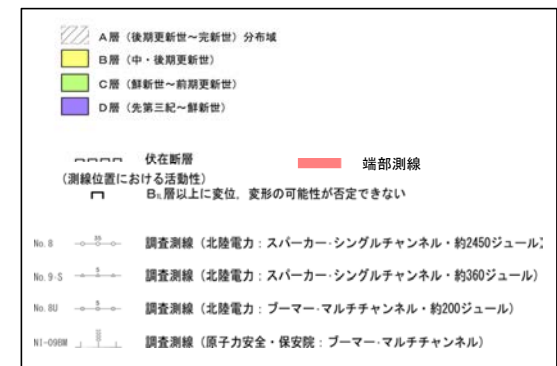 A層（後期更新世～完新世）分布域
B層（中・後期更新世）
C層（鮮新世～前期更新世）
D層（先第三紀～鮮新世）
伏在断層 端部測線
（測線位置における活動性）
B1層以上に変位，変形の可能性が否定できない
No. 8 調査測線（北陸電力：スパーカー・シングルチャンネル・約2450ジュール）
No. 9-S 調査測線（北陸電力：スパーカー・シングルチャンネル・約360ジュール）
No. 8U 調査測線（北陸電力：ブーマー・マルチチャンネル・約200ジュール）
NI-09BM 調査測線（原子力安全・保安院：ブーマー・マルチチャンネル）